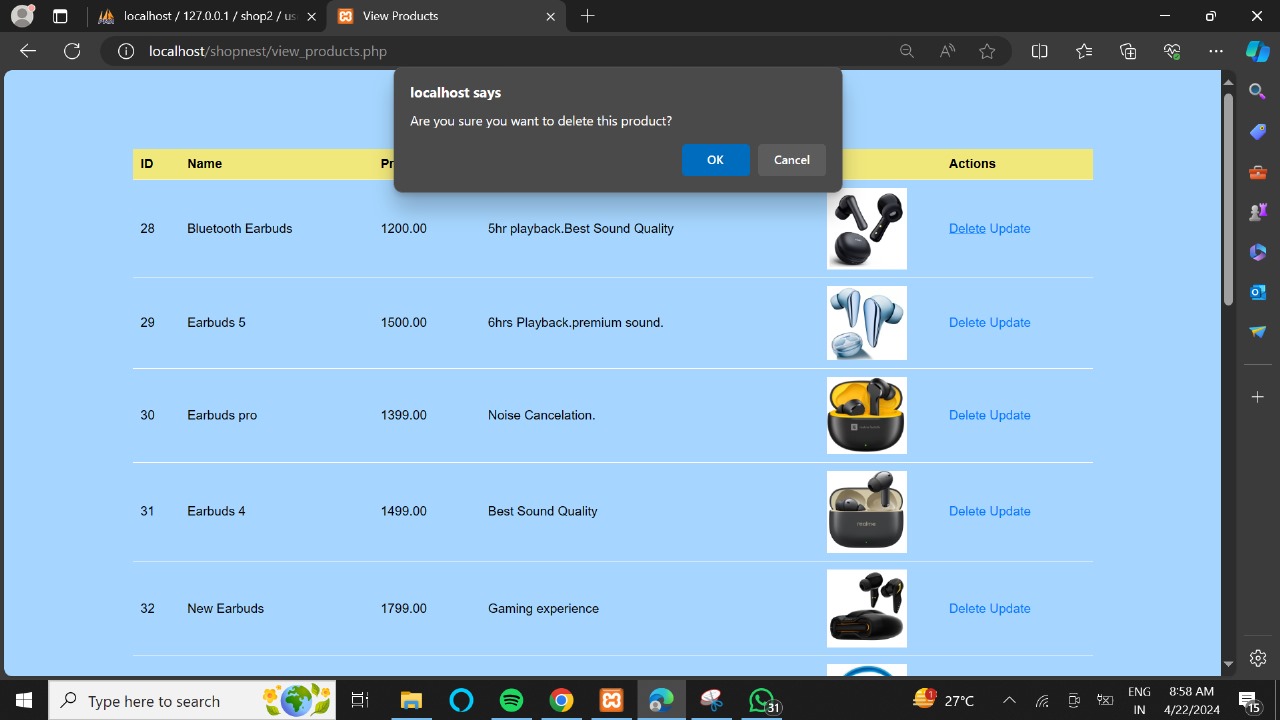 localhost / 127.0.0.1 / shop2 / us
View Products
localhost/shopnest/view_products.php
localhost says
Are you sure you want to delete this product?
OK Cancel
ID Name Pr Actions
28 Bluetooth Earbuds 1200.00 5hr playback.Best Sound Quality Delete Update
29 Earbuds 5 1500.00 6hrs Playback.premium sound. Delete Update
30 Earbuds pro 1399.00 Noise Cancelation. Delete Update
31 Earbuds 4 1499.00 Best Sound Quality realme Delete Update
32 New Earbuds 1799.00 Gaming experience Delete Update
Type here to search
31
1
27°C
ENG
IN
8:58 AM
4/22/2024
15